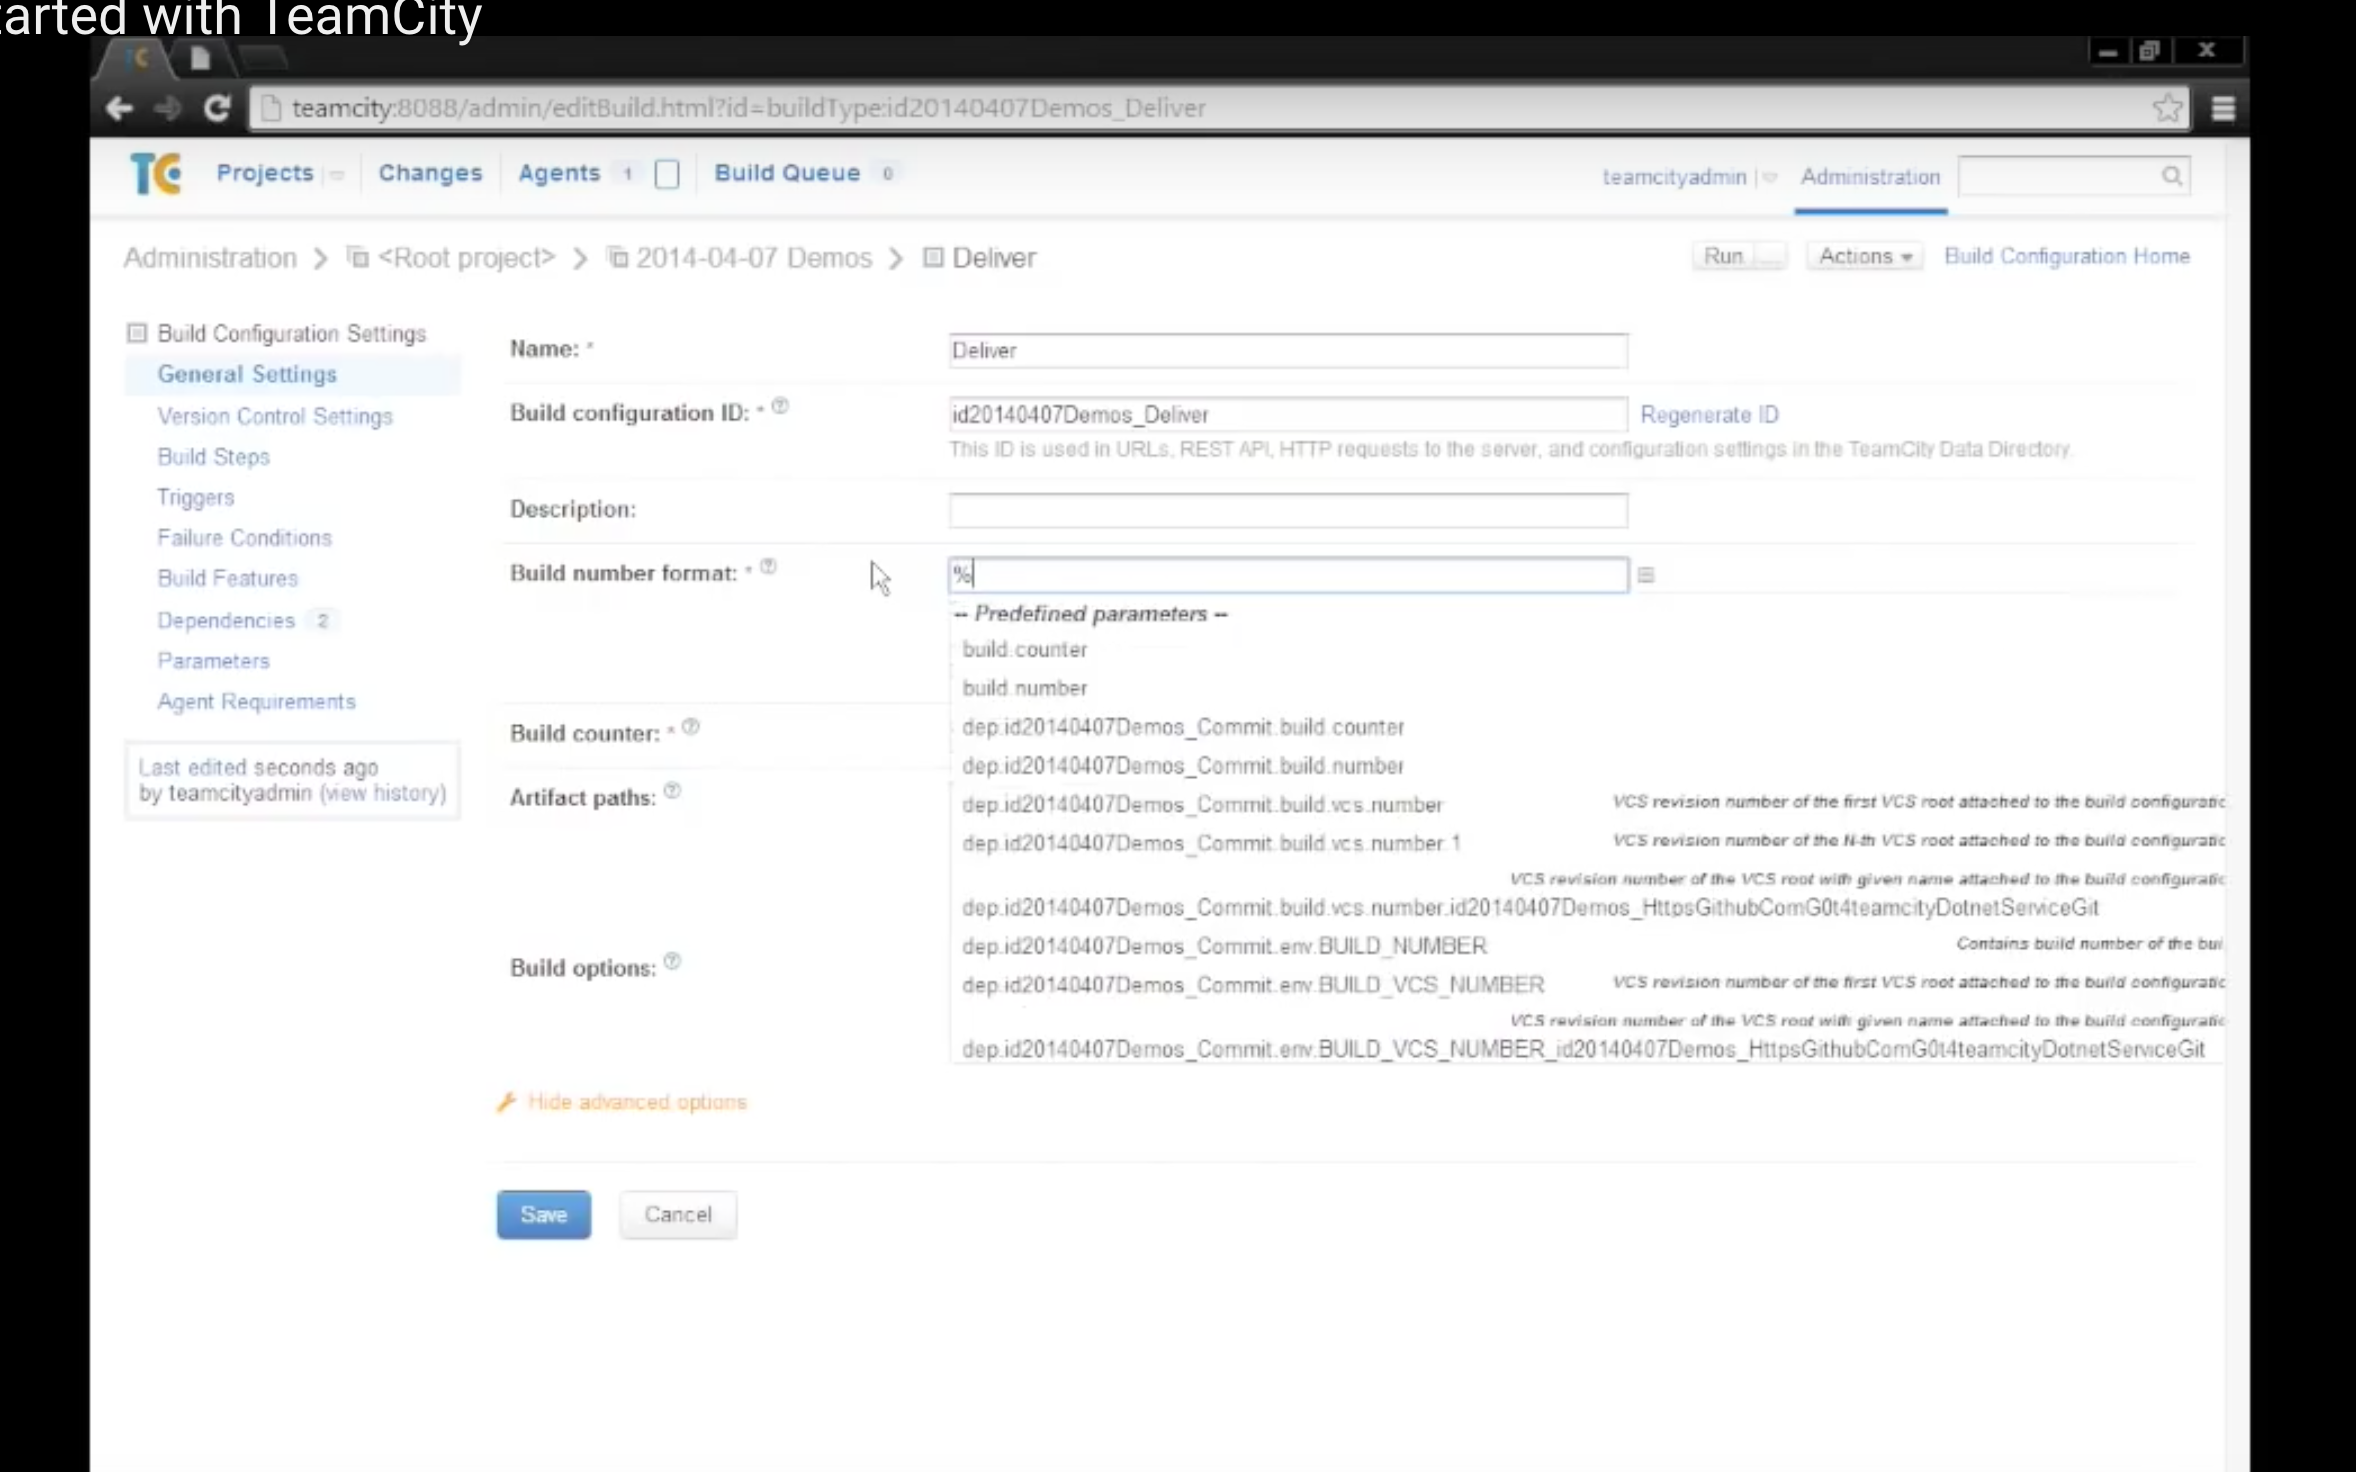 arted with TeamCity
teamcity:8088/admin/editBuild.html?id=buildType:id20140407Demos_Deliver
TC Projects Changes Agents 1 Build Queue 0 teamcityadmin Administration
Administration > <Root project> > 2014-04-07 Demos > Deliver Run ... Actions Build Configuration Home
Build Configuration Settings
General Settings
Version Control Settings
Build Steps
Triggers
Failure Conditions
Build Features
Dependencies 2
Parameters
Agent Requirements
Last edited seconds ago
by teamcityadmin (view history)
Name: * Deliver
Build configuration ID: * id20140407Demos_Deliver Regenerate ID
This ID is used in URLs, REST API, HTTP requests to the server, and configuration settings in the TeamCity Data Directory.
Description:
Build number format: * %
-- Predefined parameters --
build.counter
build.number
Build counter: *
dep.id20140407Demos_Commit.build.counter
dep.id20140407Demos_Commit.build.number
Artifact paths:
dep.id20140407Demos_Commit.build.vcs.number VCS revision number of the first VCS root attached to the build configuratic
dep.id20140407Demos_Commit.build.vcs.number.1 VCS revision number of the N-th VCS root attached to the build configuratic
VCS revision number of the VCS root with given name attached to the build configuratic
dep.id20140407Demos_Commit.build.vcs.number.id20140407Demos_HttpsGithubComG0t4teamcityDotnetServiceGit
dep.id20140407Demos_Commit.env.BUILD_NUMBER Contains build number of the bui
Build options:
dep.id20140407Demos_Commit.env.BUILD_VCS_NUMBER VCS revision number of the first VCS root attached to the build configuratic
VCS revision number of the VCS root with given name attached to the build configuratic
dep.id20140407Demos_Commit.env.BUILD_VCS_NUMBER_id20140407Demos_HttpsGithubComG0t4teamcityDotnetServiceGit
Hide advanced options
Save Cancel